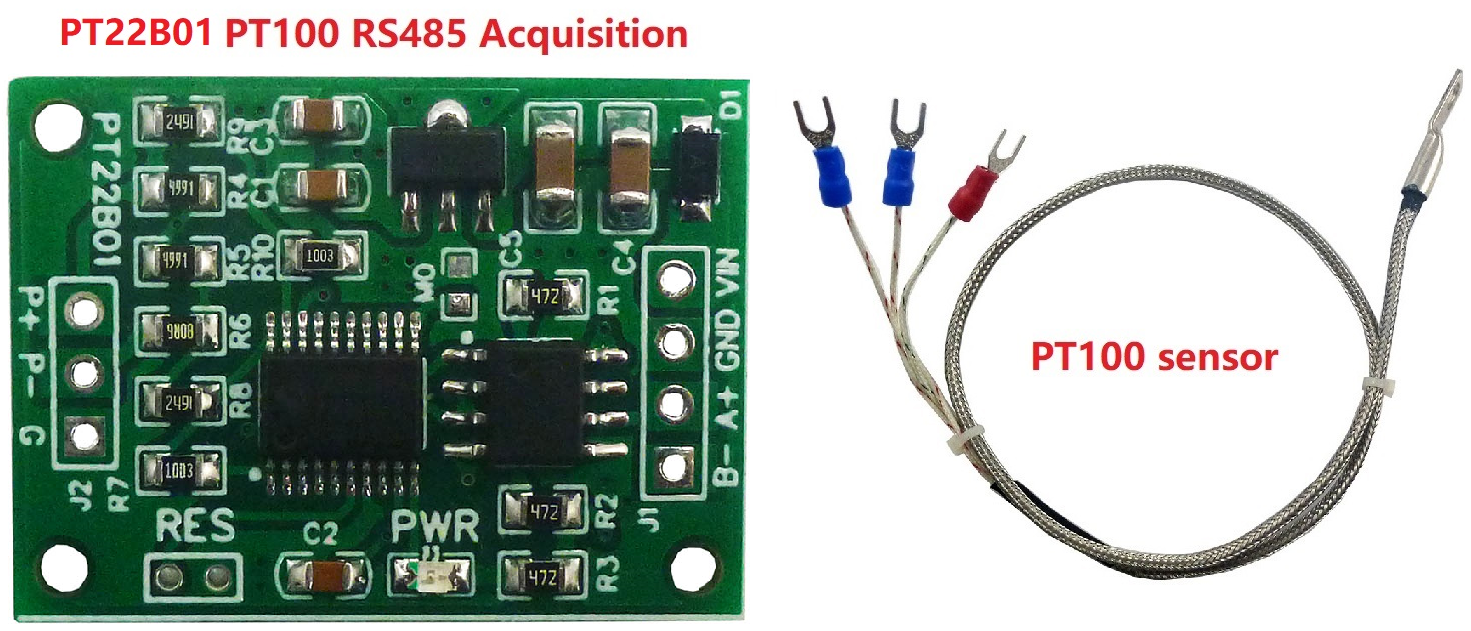 PT22B01 PT100 RS485 Acquisition
PT22B01
2491
R9
C3
D1
4991
R4
C1
4991
R5
R10
1003
M0
C5
C4
VIN
GND
A+
B-
J1
472
R1
P+
P-
G
J2
80R6
R6
2491
R8
1003
R7
RES
C2
PWR
472
R2
472
R3
PT100 sensor